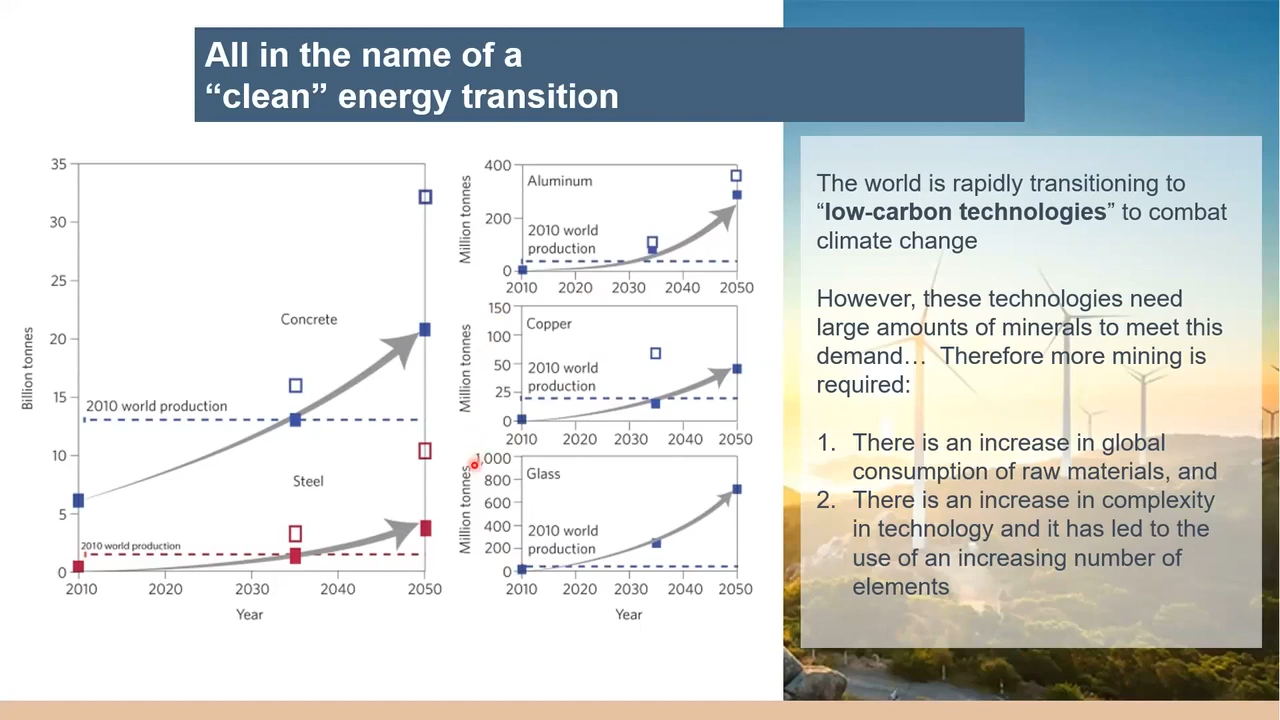 All in the name of a
“clean” energy transition
35
30
25
20
15
10
5
0
Billion tonnes
Concrete
2010 world production
Steel
2010 world production
2010
2020
2030
2040
2050
Year
400
200
0
Million tonnes
Aluminum
2010 world
production
2010
2020
2030
2040
2050
150
100
50
25
0
Million tonnes
Copper
2010 world
production
2010
2020
2030
2040
2050
1,000
800
600
400
200
0
Million tonnes
Glass
2010 world
production
2010
2020
2030
2040
2050
Year
The world is rapidly transitioning to
“low-carbon technologies” to combat
climate change
However, these technologies need
large amounts of minerals to meet this
demand… Therefore more mining is
required:
1. There is an increase in global
consumption of raw materials, and
2. There is an increase in complexity
in technology and it has led to the
use of an increasing number of
elements